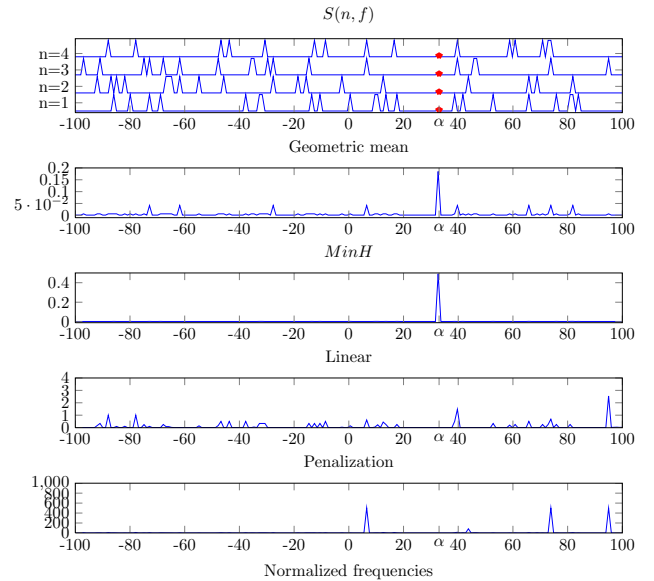 S(n, f)
n=4
n=3
n=2
n=1
-100 -80 -60 -40 -20 0 20 α 40 60 80 100
Geometric mean
0.2
0.15
0.1
5 · 10⁻²
0
-100 -80 -60 -40 -20 0 20 α 40 60 80 100
MinH
0.4
0.2
0
-100 -80 -60 -40 -20 0 20 α 40 60 80 100
Linear
4
3
2
1
0
-100 -80 -60 -40 -20 0 20 α 40 60 80 100
Penalization
1,000
800
600
400
200
0
-100 -80 -60 -40 -20 0 20 α 40 60 80 100
Normalized frequencies